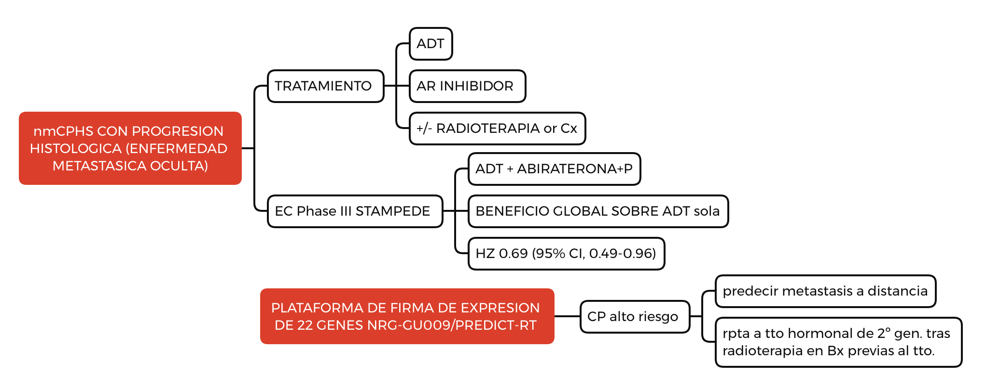 nmCPHS CON PROGRESION
HISTOLOGICA (ENFERMEDAD
METASTASICA OCULTA)
TRATAMIENTO
ADT
AR INHIBIDOR
+/- RADIOTERAPIA or Cx
EC Phase III STAMPEDE
ADT + ABIRATERONA+P
BENEFICIO GLOBAL SOBRE ADT sola
HZ 0.69 (95% CI, 0.49-0.96)
PLATAFORMA DE FIRMA DE EXPRESION
DE 22 GENES NRG-GU009/PREDICT-RT
CP alto riesgo
predecir metastasis a distancia
rpta a tto hormonal de 2º gen. tras
radioterapia en Bx previas al tto.